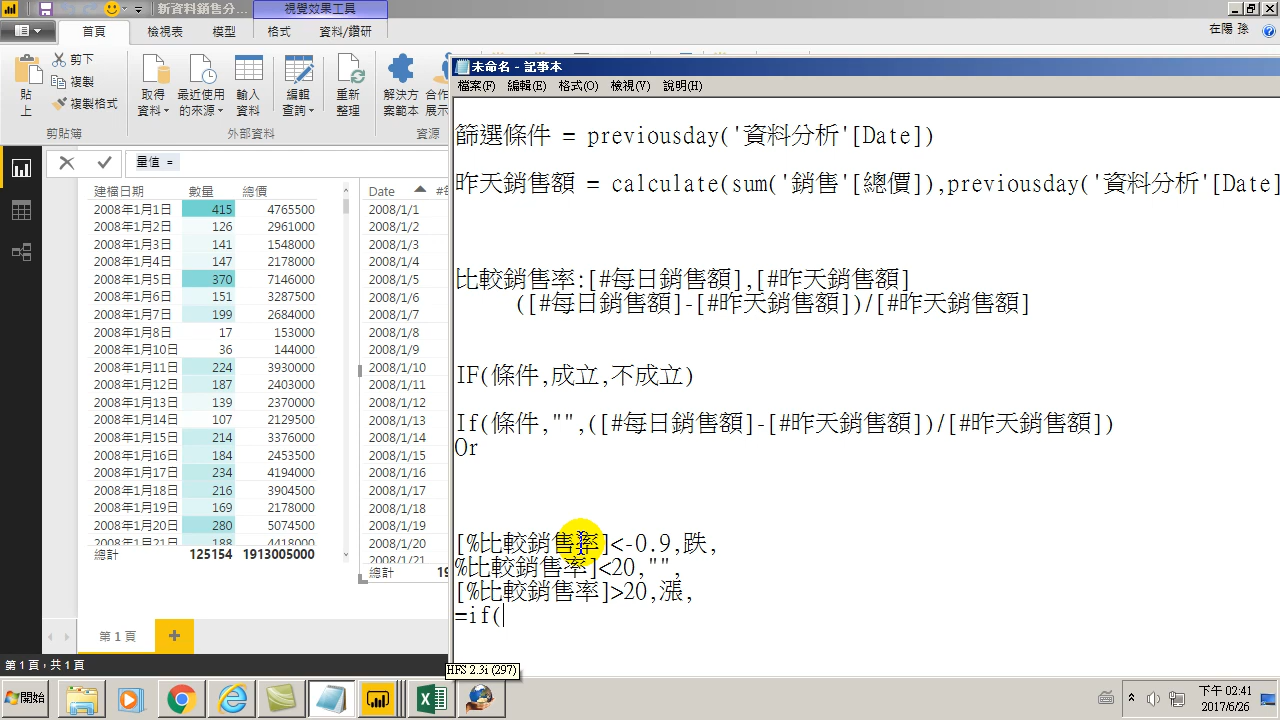 新資料銷售分...
視覺效果工具
首頁
檢視表
模型
格式
資料/鑽研
在陽 孫
貼上
剪下
複製
複製格式
剪貼簿
取得資料
最近使用的來源
輸入資料
編輯查詢
重新整理
外部資料
解決方案範本
合作
展示
資源
量值 =
建檔日期 數量 總價
2008年1月1日 415 4765500
2008年1月2日 126 2961000
2008年1月3日 141 1548000
2008年1月4日 147 2178000
2008年1月5日 370 7146000
2008年1月6日 151 3287500
2008年1月7日 199 2684000
2008年1月8日 17 153000
2008年1月10日 36 144000
2008年1月11日 224 3930000
2008年1月12日 187 2403000
2008年1月13日 139 2370000
2008年1月14日 107 2129500
2008年1月15日 214 3376000
2008年1月16日 184 2453500
2008年1月17日 234 4194000
2008年1月18日 216 3904500
2008年1月19日 169 2178000
2008年1月20日 280 5074500
2008年1月21日 188 4418000
總計 125154 1913005000
Date
2008/1/1
2008/1/2
2008/1/3
2008/1/4
2008/1/5
2008/1/6
2008/1/7
2008/1/8
2008/1/9
2008/1/10
2008/1/11
2008/1/12
2008/1/13
2008/1/14
2008/1/15
2008/1/16
2008/1/17
2008/1/18
2008/1/19
2008/1/20
2008/1/21
總計 19
未命名 - 記事本
檔案(F) 編輯(E) 格式(O) 檢視(V) 說明(H)
篩選條件 = previousday('資料分析'[Date])
昨天銷售額 = calculate(sum('銷售'[總價]),previousday('資料分析'[Date]
比較銷售率:[#每日銷售額],[#昨天銷售額]
([#每日銷售額]-[#昨天銷售額])/[#昨天銷售額]
IF(條件,成立,不成立)
If(條件,"",([#每日銷售額]-[#昨天銷售額])/[#昨天銷售額])
Or
[%比較銷售率]<-0.9,跌,
%比較銷售率]<20,"",
[%比較銷售率]>20,漲,
=if(
第 1 頁
第 1 頁，共 1 頁
HFS 2.3i (297)
開始
下午 02:41
2017/6/26